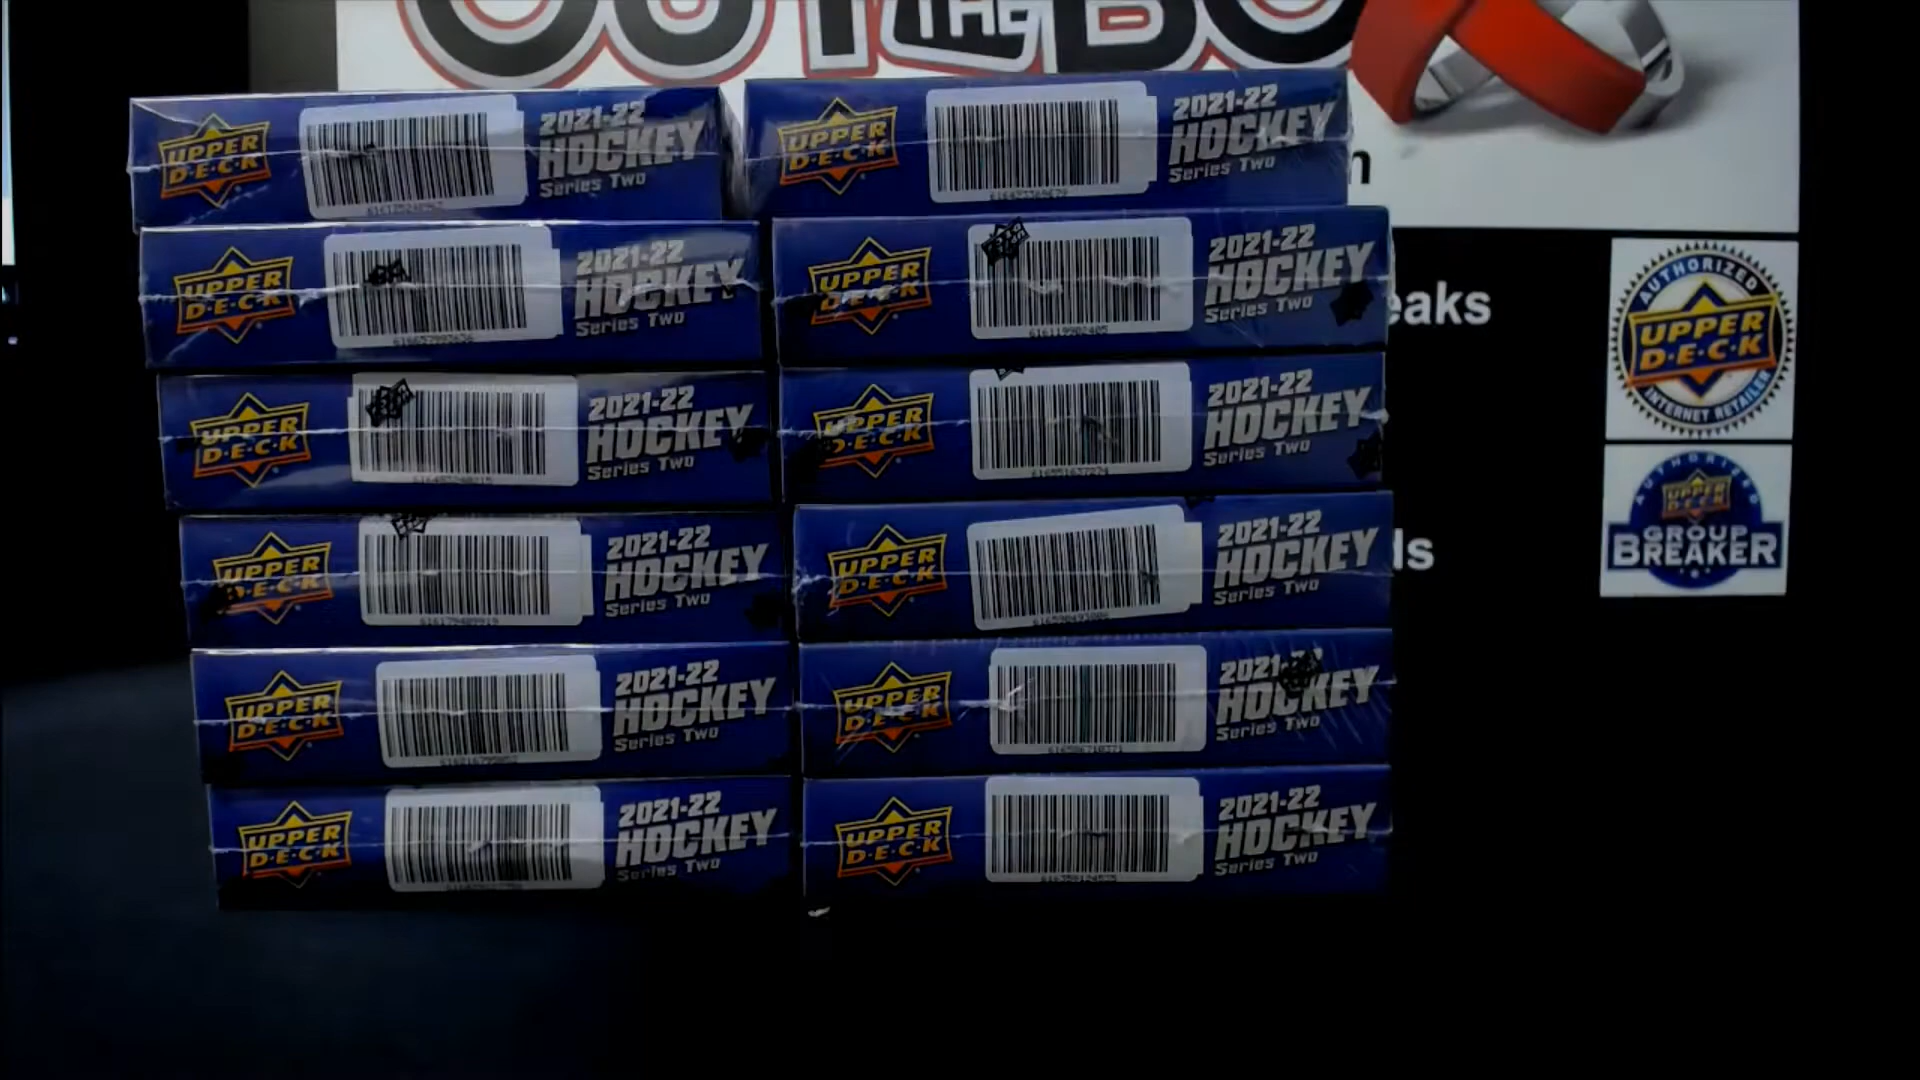 OUT THE BO
UPPER
D·E·C·K
2021-22
HOCKEY
Series Two
UPPER
D·E·C·K
2021-22
HOCKEY
Series Two
UPPER
D·E·C·K
2021-22
HOCKEY
Series Two
UPPER
D·E·C·K
2021-22
HOCKEY
Series Two
UPPER
D·E·C·K
2021-22
HOCKEY
Series Two
UPPER
D·E·C·K
2021-22
HOCKEY
Series Two
UPPER
D·E·C·K
2021-22
HOCKEY
Series Two
UPPER
D·E·C·K
2021-22
HOCKEY
Series Two
UPPER
D·E·C·K
2021-22
HOCKEY
Series Two
UPPER
D·E·C·K
2021-22
HOCKEY
Series Two
UPPER
D·E·C·K
2021-22
HOCKEY
Series Two
UPPER
D·E·C·K
2021-22
HOCKEY
Series Two
n
eaks
ls
AUTHORIZED
UPPER
D·E·C·K
INTERNET RETAILER
AUTHORIZED
UPPER
DECK
GROUP
BREAKER